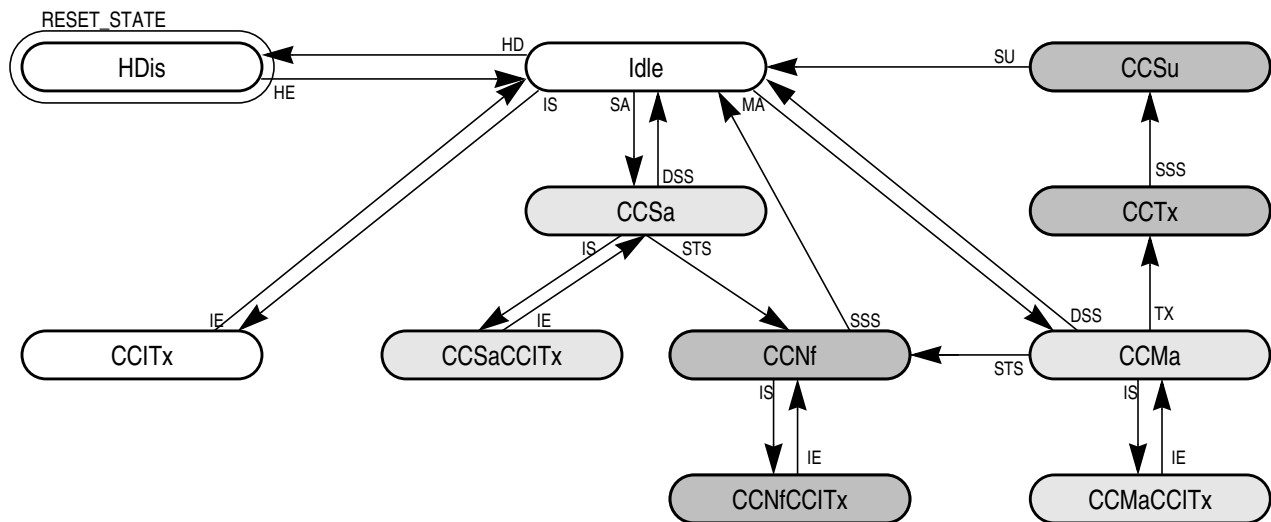 RESET_STATE
HDis
HD
HE
Idle
IS
SA
MA
SU
CCSu
DSS
SSS
CCSa
CCTx
IS
STS
IE
IE
SSS
DSS
TX
CCITx
CCSaCCITx
CCNf
STS
CCMa
IS
IS
IE
IE
CCNfCCITx
CCMaCCITx